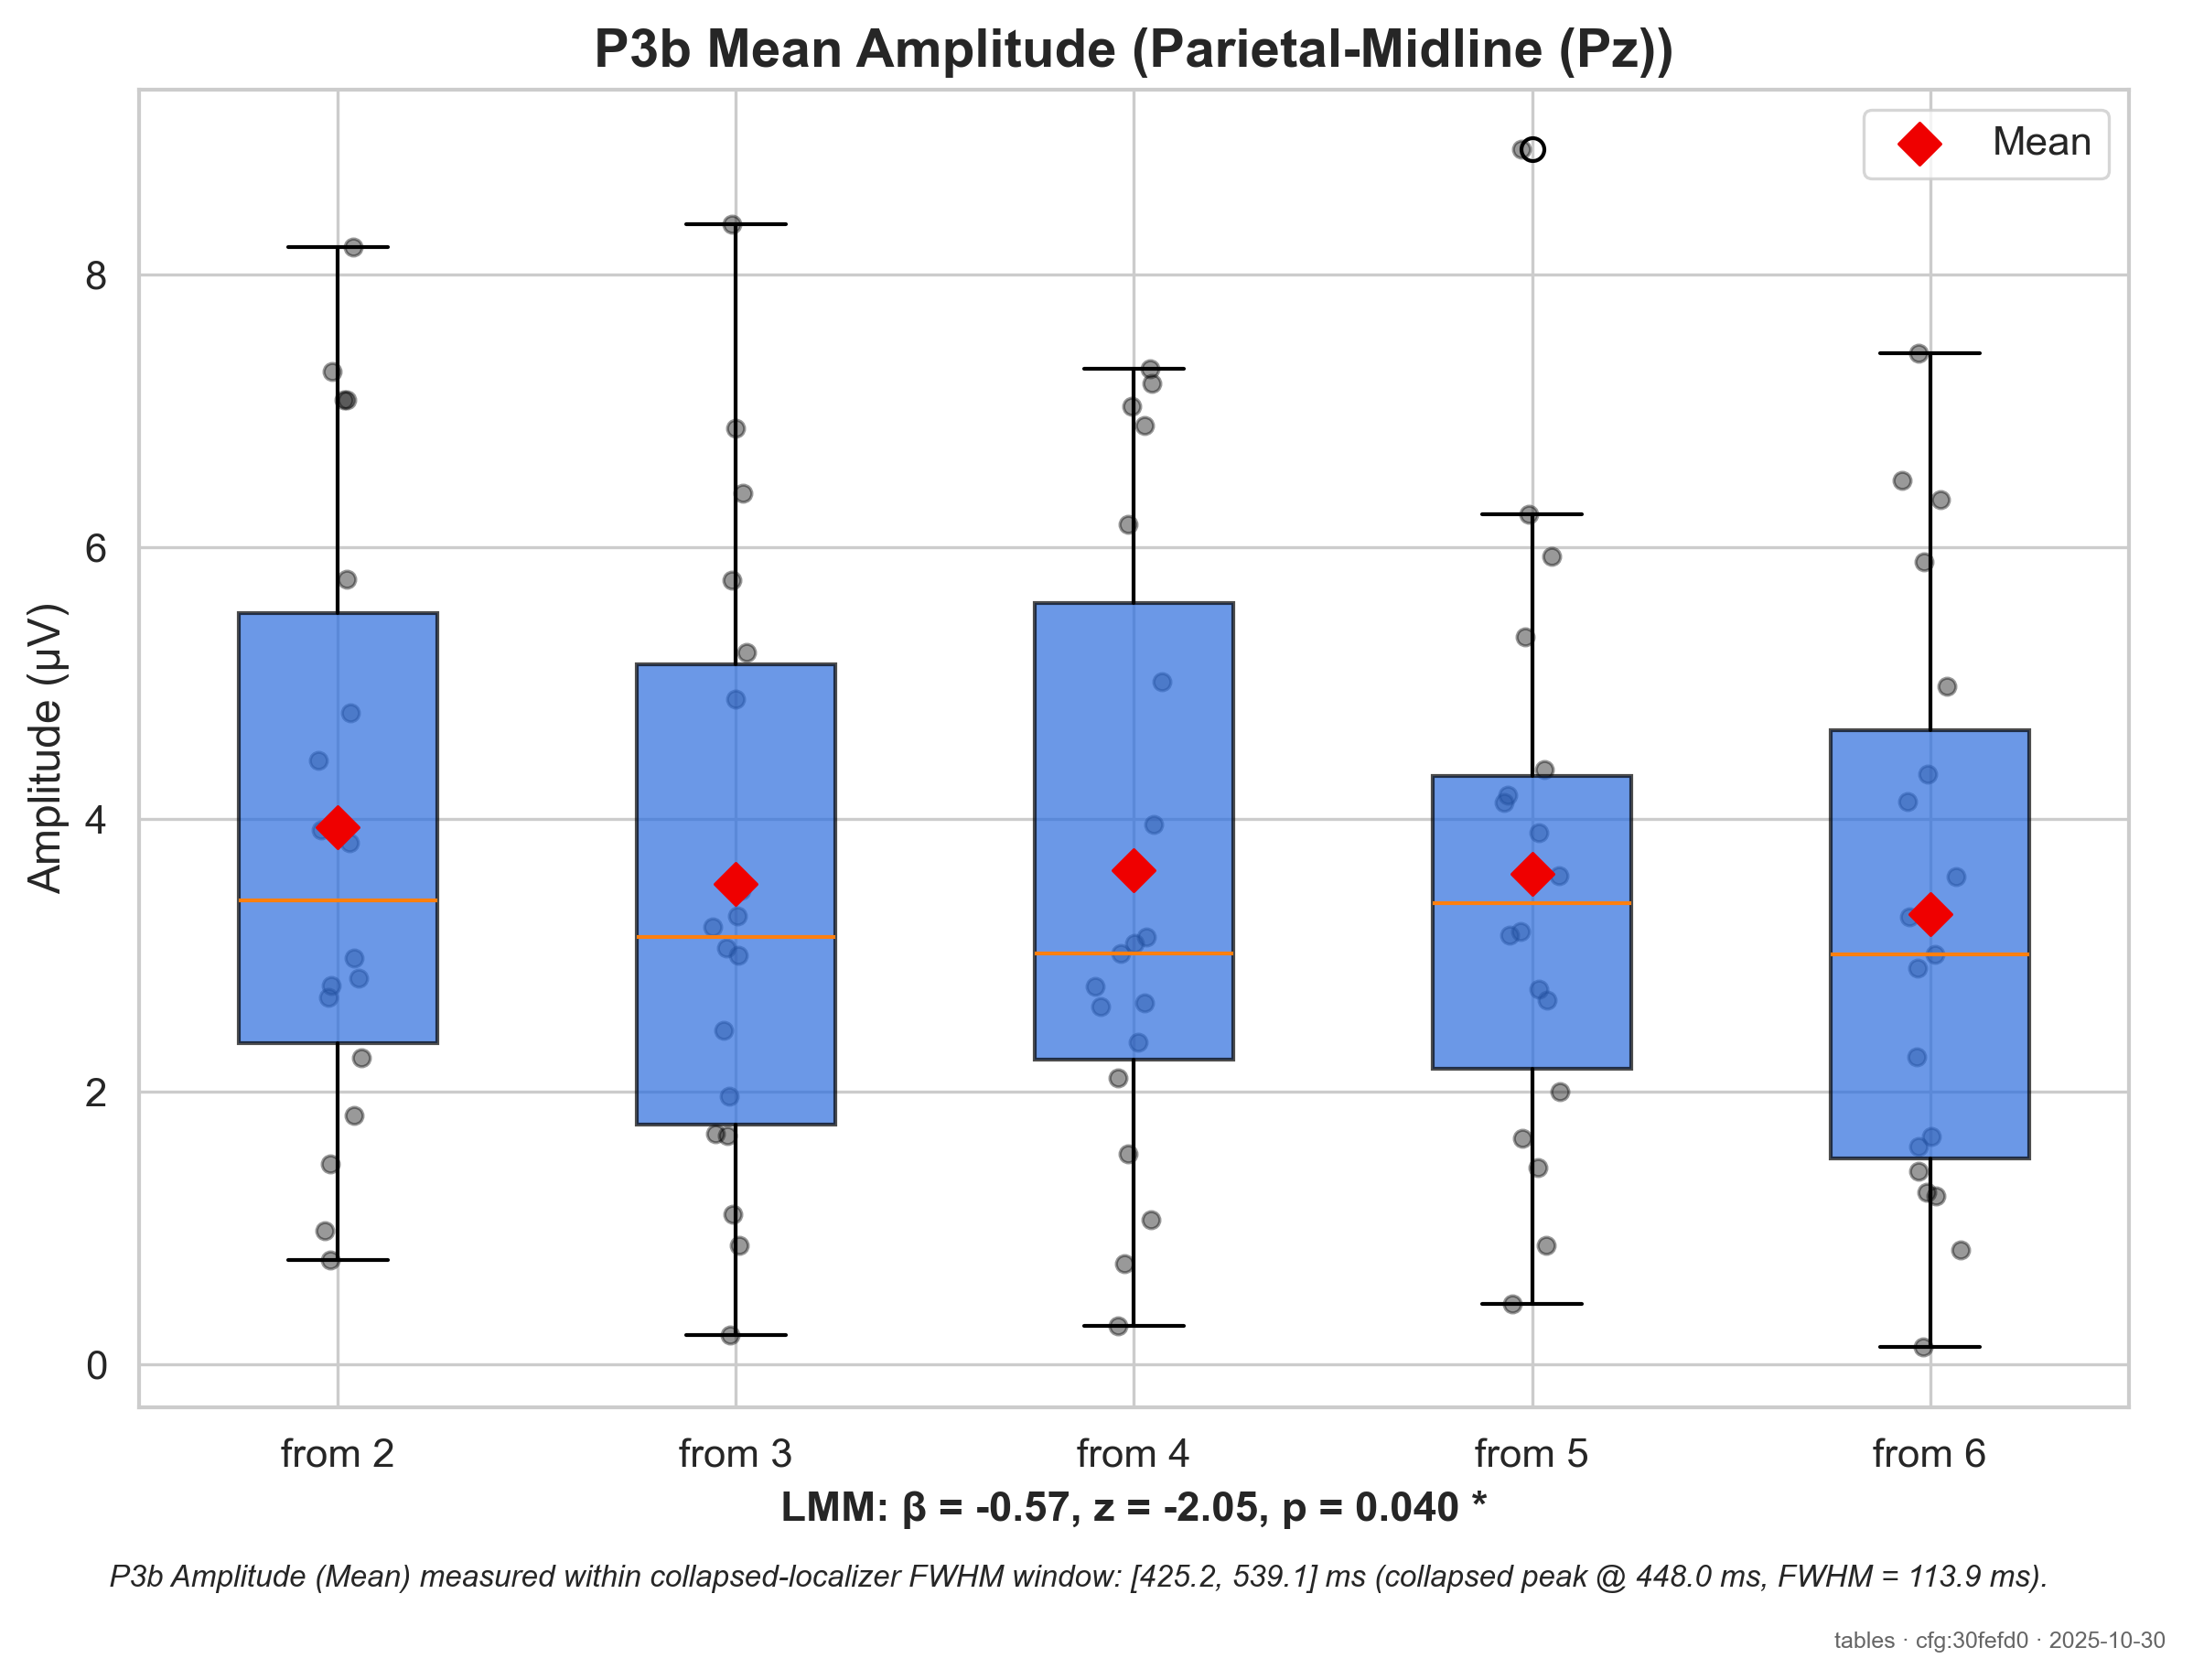 P3b Mean Amplitude (Parietal-Midline (Pz))
Mean
Amplitude (µV)
8
6
4
2
0
from 2 from 3 from 4 from 5 from 6
LMM: β = -0.57, z = -2.05, p = 0.040 *
P3b Amplitude (Mean) measured within collapsed-localizer FWHM window: [425.2, 539.1] ms (collapsed peak @ 448.0 ms, FWHM = 113.9 ms).
tables · cfg:30fefd0 · 2025-10-30